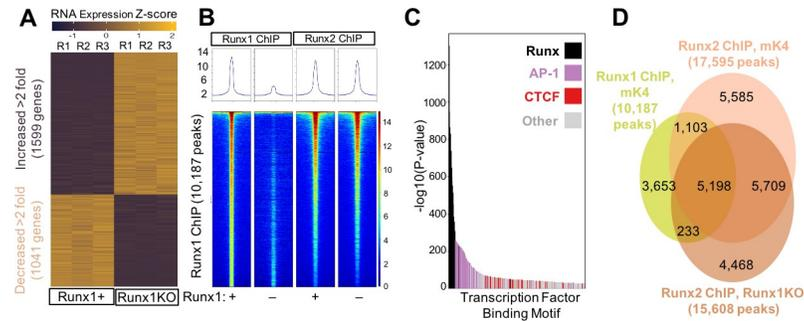 A
RNA Expression Z-score
-1 0 1 2
R1 R2 R3 R1 R2 R3
Increased >2 fold
(1599 genes)
Decreased >2 fold
(1041 genes)
Runx1+ Runx1KO
B
Runx1 ChIP Runx2 ChIP
14
10
6
2
Runx1 ChIP (10,187 peaks)
14
12
10
8
6
4
2
0
Runx1: + – + –
C
-log10(P-value)
1200
1000
800
600
400
200
0
Runx
AP-1
CTCF
Other
Transcription Factor
Binding Motif
D
Runx2 ChIP, mK4
(17,595 peaks)
Runx1 ChIP,
mK4
(10,187
peaks)
5,585
1,103
3,653 5,198 5,709
233
4,468
Runx2 ChIP, Runx1KO
(15,608 peaks)